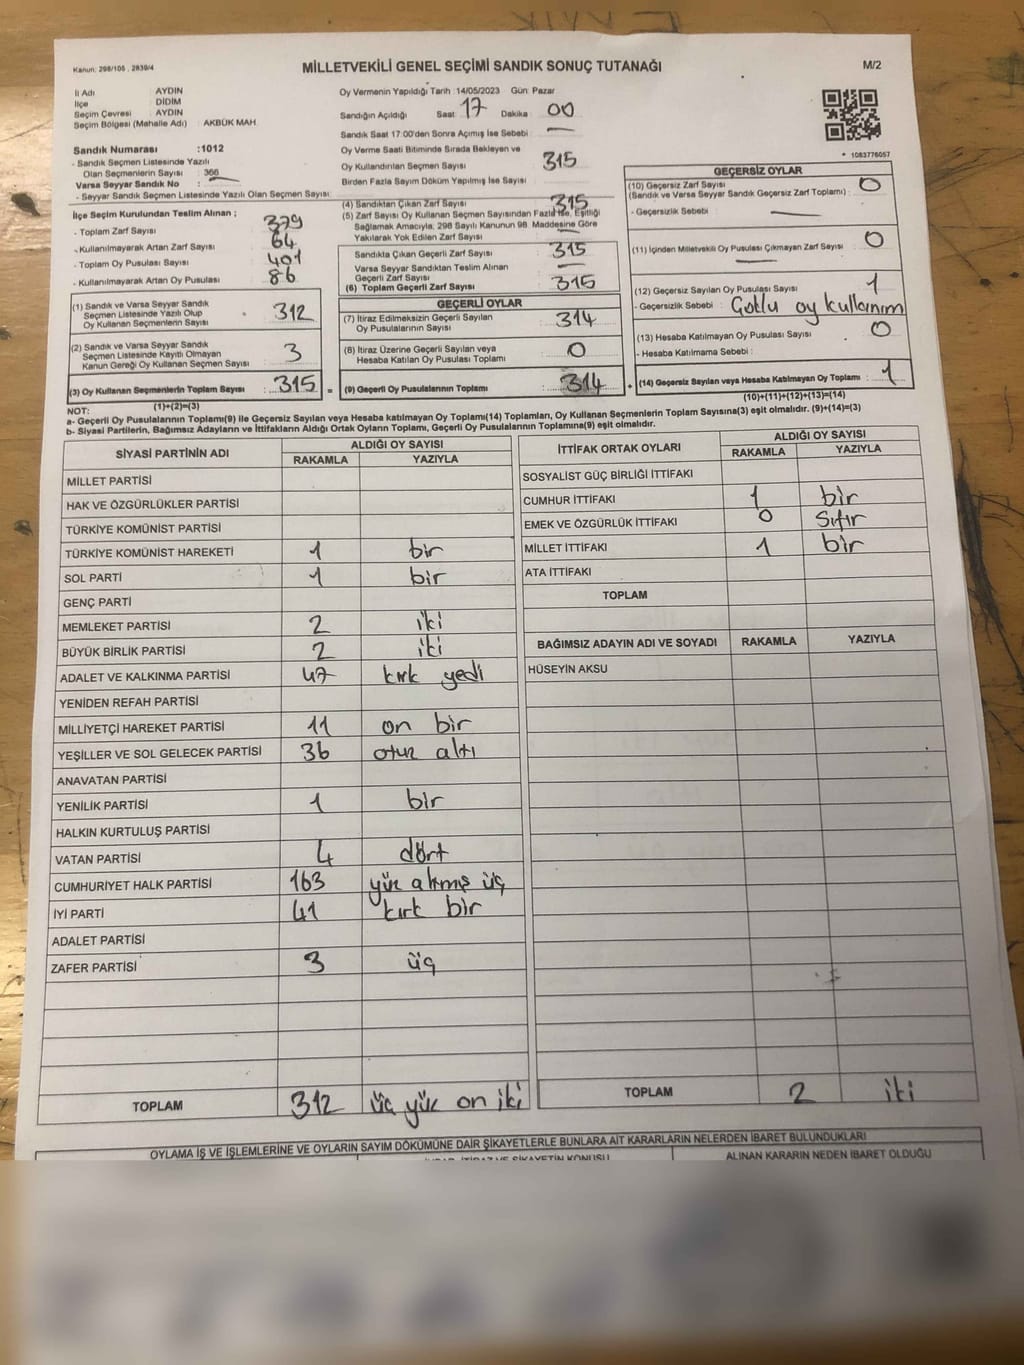 Kanun: 298/105 , 2839/4
MİLLETVEKİLİ GENEL SEÇİMİ SANDIK SONUÇ TUTANAĞI
M/2
İl Adı AYDIN
İlçe DİDİM
Seçim Çevresi AYDIN
Seçim Bölgesi (Mahalle Adı) : AKBÜK MAH.
Sandık Numarası :1012
- Sandık Seçmen Listesinde Yazılı
Olan Seçmenlerin Sayısı : 366
Varsa Seyyar Sandık No :
- Seyyar Sandık Seçmen Listesinde Yazılı Olan Seçmen Sayısı:
İlçe Seçim Kurulundan Teslim Alınan ;
- Toplam Zarf Sayısı 379
- Kullanılmayarak Artan Zarf Sayısı 64
- Toplam Oy Pusulası Sayısı 401
- Kullanılmayarak Artan Oy Pusulası : 86
(1) Sandık ve Varsa Seyyar Sandık
Seçmen Listesinde Yazılı Olup
Oy Kullanan Seçmenlerin Sayısı : 312
(2) Sandık ve Varsa Seyyar Sandık
Seçmen Listesinde Kayıtlı Olmayan
Kanun Gereği Oy Kullanan Seçmen Sayısı : 3
(3) Oy Kullanan Seçmenlerin Toplam Sayısı : 315 =
(1)+(2)=(3)
Oy Vermenin Yapıldığı Tarih : 14/05/2023 Gün: Pazar
Sandığın Açıldığı Saat : 17 Dakika : 00
Sandık Saat 17:00'den Sonra Açılmış İse Sebebi :
Oy Verme Saati Bitiminde Sırada Bekleyen ve
Oy Kullandırılan Seçmen Sayısı : 315
Birden Fazla Sayım Döküm Yapılmış İse Sayısı :
(4) Sandıktan Çıkan Zarf Sayısı : 315
(5) Zarf Sayısı Oy Kullanan Seçmen Sayısından Fazla İse, Eşitliği
Sağlamak Amacıyla, 298 Sayılı Kanunun 98. Maddesine Göre
Yakılarak Yok Edilen Zarf Sayısı :
Sandıkta Çıkan Geçerli Zarf Sayısı : 315
Varsa Seyyar Sandıktan Teslim Alınan
Geçerli Zarf Sayısı :
(6) Toplam Geçerli Zarf Sayısı : 315
GEÇERLİ OYLAR
(7) İtiraz Edilmeksizin Geçerli Sayılan
Oy Pusulalarının Sayısı : 314
(8) İtiraz Üzerine Geçerli Sayılan veya
Hesaba Katılan Oy Pusulası Toplamı : 0
(9) Geçerli Oy Pusulalarının Toplamı : 314 +
* 1083776057
GEÇERSİZ OYLAR
(10) Geçersiz Zarf Sayısı
(Sandık ve Varsa Seyyar Sandık Geçersiz Zarf Toplamı) : 0
- Geçersizlik Sebebi :
(11) İçinden Milletvekili Oy Pusulası Çıkmayan Zarf Sayısı : 0
(12) Geçersiz Sayılan Oy Pusulası Sayısı : 1
- Geçersizlik Sebebi : oy kullanım
(13) Hesaba Katılmayan Oy Pusulası Sayısı : 0
- Hesaba Katılmama Sebebi :
(14) Geçersiz Sayılan veya Hesaba Katılmayan Oy Toplamı : 1
(10)+(11)+(12)+(13)=(14)
NOT:
a- Geçerli Oy Pusulalarının Toplamı(9) ile Geçersiz Sayılan veya Hesaba katılmayan Oy Toplamı(14) Toplamları, Oy Kullanan Seçmenlerin Toplam Sayısına(3) eşit olmalıdır. (9)+(14)=(3)
b- Siyasi Partilerin, Bağımsız Adayların ve İttifakların Aldığı Ortak Oyların Toplamı, Geçerli Oy Pusulalarının Toplamına(9) eşit olmalıdır.
SİYASİ PARTİNİN ADI ALDIĞI OY SAYISI
RAKAMLA YAZIYLA
MİLLET PARTİSİ
HAK VE ÖZGÜRLÜKLER PARTİSİ
TÜRKİYE KOMÜNİST PARTİSİ
TÜRKİYE KOMÜNİST HAREKETİ 1 bir
SOL PARTİ 1 bir
GENÇ PARTİ
MEMLEKET PARTİSİ 2 iki
BÜYÜK BİRLİK PARTİSİ 2 iki
ADALET VE KALKINMA PARTİSİ 47 kırk yedi
YENİDEN REFAH PARTİSİ
MİLLİYETÇİ HAREKET PARTİSİ 11 on bir
YEŞİLLER VE SOL GELECEK PARTİSİ 36 otuz altı
ANAVATAN PARTİSİ
YENİLİK PARTİSİ 1 bir
HALKIN KURTULUŞ PARTİSİ
VATAN PARTİSİ 4 dört
CUMHURİYET HALK PARTİSİ 163 yüz altmış üç
İYİ PARTİ 41 kırk bir
ADALET PARTİSİ
ZAFER PARTİSİ 3 üç
TOPLAM 312 üç yüz on iki
İTTİFAK ORTAK OYLARI ALDIĞI OY SAYISI
RAKAMLA YAZIYLA
SOSYALİST GÜÇ BİRLİĞİ İTTİFAKI
CUMHUR İTTİFAKI 1 bir
EMEK VE ÖZGÜRLÜK İTTİFAKI 0 sıfır
MİLLET İTTİFAKI 1 bir
ATA İTTİFAKI
TOPLAM
BAĞIMSIZ ADAYIN ADI VE SOYADI RAKAMLA YAZIYLA
HÜSEYİN AKSU
TOPLAM 2 iki
OYLAMA İŞ VE İŞLEMLERİNE VE OYLARIN SAYIM DÖKÜMÜNE DAİR ŞİKAYETLERLE BUNLARA AİT KARARLARIN NELERDEN İBARET BULUNDUKLARI
ALINAN KARARIN NEDEN İBARET OLDUĞU